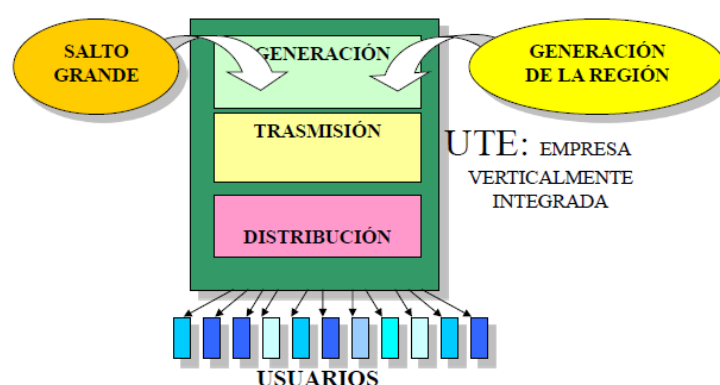 SALTO
GRANDE
GENERACIÓN
GENERACIÓN
DE LA REGIÓN
TRASMISIÓN
UTE: EMPRESA
VERTICALMENTE
INTEGRADA
DISTRIBUCIÓN
USUARIOS